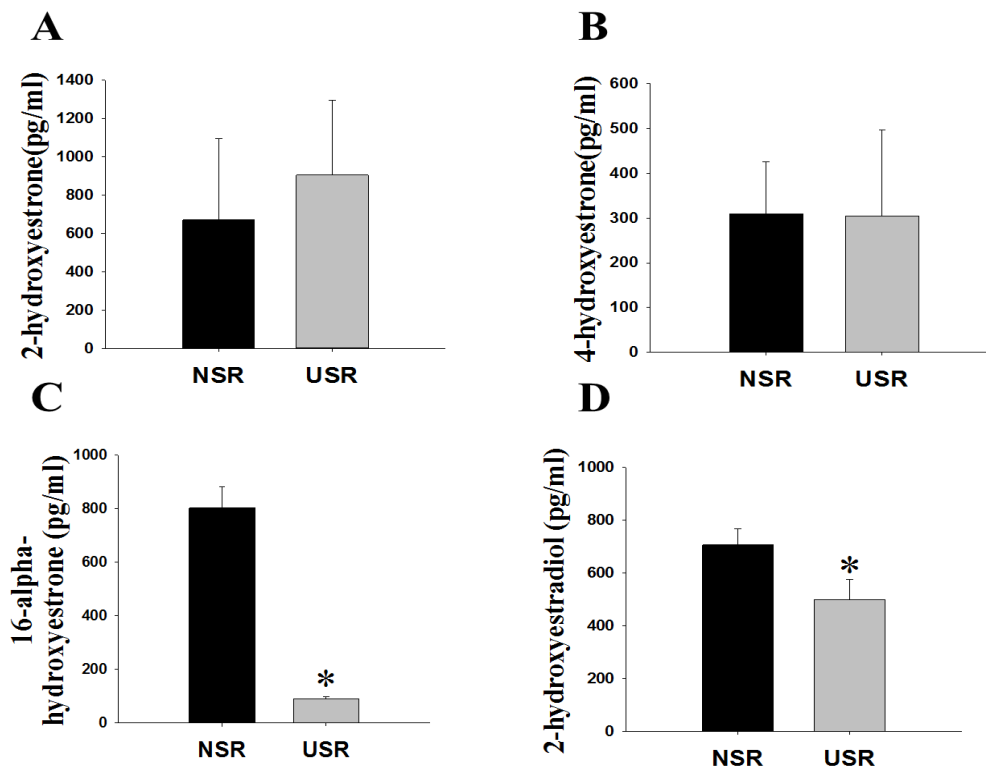 A
2-hydroxyestrone(pg/ml)
1400
1200
1000
800
600
400
200
0
NSR USR
B
4-hydroxyestrone(pg/ml)
600
500
400
300
200
100
0
NSR USR
C
16-alpha-
hydroxyestrone (pg/ml)
1000
800
600
400
200
0
*
NSR USR
D
2-hydroxyestradiol (pg/ml)
1000
800
600
400
200
0
*
NSR USR